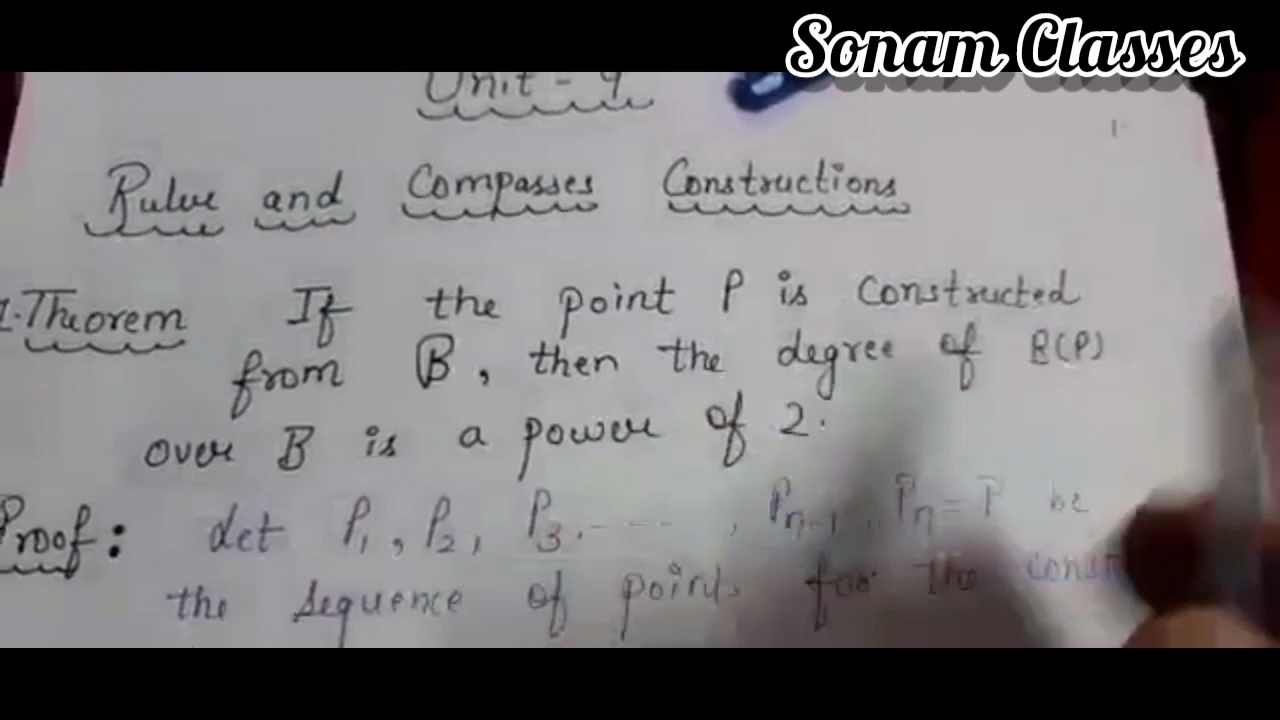 Sonam Classes
Unit - 4
Ruler and Compasses Constructions
1. Theorem If the point P is constructed
from B, then the degree of B(P)
over B is a power of 2.
Proof: Let P1, P2, P3, ----, Pn-1, Pn = P be
the sequence of points for the